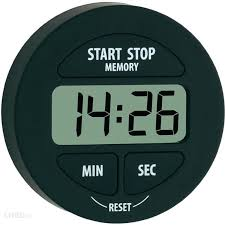 START STOP
MEMORY
14:26
MIN SEC
RESET